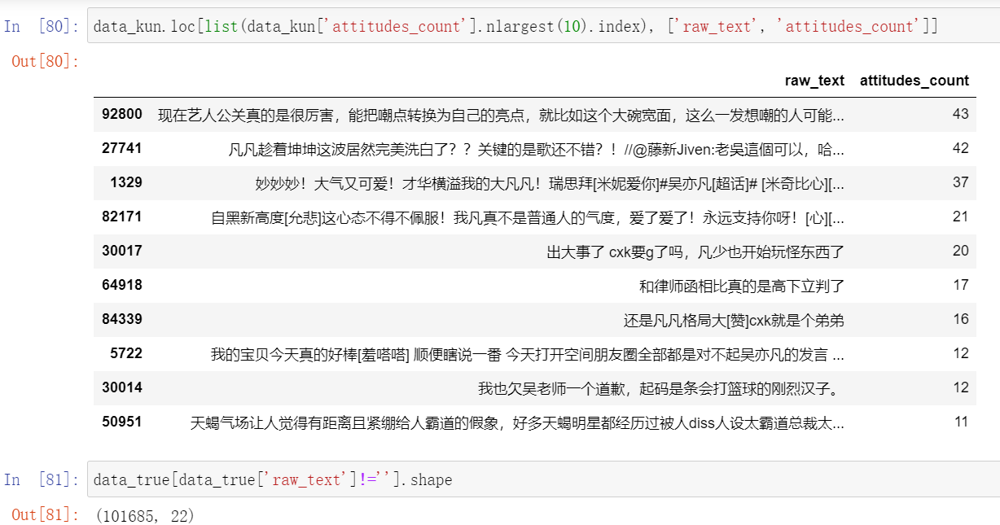 In [80]: data_kun.loc[list(data_kun['attitudes_count'].nlargest(10).index), ['raw_text', 'attitudes_count']]
Out[80]:
raw_text attitudes_count
92800 现在艺人公关真的是很厉害，能把嘲点转换为自己的亮点，就比如这个大碗宽面，这么一发想嘲的人可能... 43
27741 凡凡趁着坤坤这波居然完美洗白了？？关键的是歌还不错？！//@藤新Jiven:老吳這個可以，哈... 42
1329 妙妙妙！大气又可爱！才华横溢我的大凡凡！瑞思拜[米妮爱你]#吴亦凡[超话]# [米奇比心][... 37
82171 自黑新高度[允悲]这心态不得不佩服！我凡真不是普通人的气度，爱了爱了！永远支持你呀！[心][... 21
30017 出大事了 cxk要g了吗，凡少也开始玩怪东西了 20
64918 和律师函相比真的是高下立判了 17
84339 还是凡凡格局大[赞]cxk就是个弟弟 16
5722 我的宝贝今天真的好棒[羞嗒嗒] 顺便瞎说一番 今天打开空间朋友圈全部都是对不起吴亦凡的发言 ... 12
30014 我也欠吴老师一个道歉，起码是条会打篮球的刚烈汉子。 12
50951 天蝎气场让人觉得有距离且紧绷给人霸道的假象，好多天蝎明星都经历过被人diss人设太霸道总裁太... 11
In [81]: data_true[data_true['raw_text']!=''].shape
Out[81]: (101685, 22)